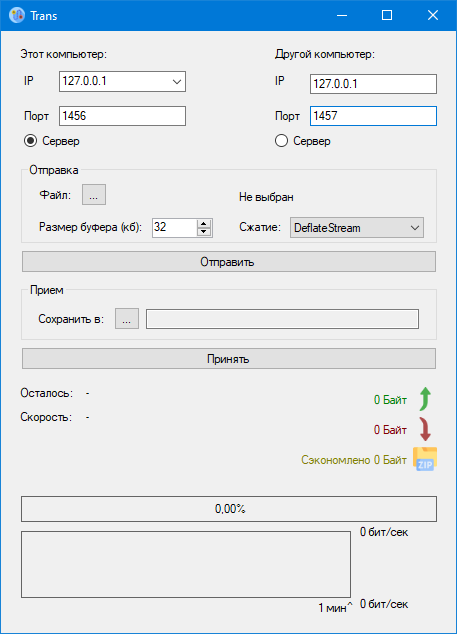 Trans
Этот компьютер: Другой компьютер:
IP 127.0.0.1 IP 127.0.0.1
Порт 1456 Порт 1457
Сервер Сервер
Отправка
Файл: ... Не выбран
Размер буфера (кб): 32 Сжатие: DeflateStream
Отправить
Прием
Сохранить в: ...
Принять
Осталось: - 0 Байт
Скорость: - 0 Байт
Сэкономлено 0 Байт ZIP
0,00%
0 бит/сек
1 мин^ 0 бит/сек